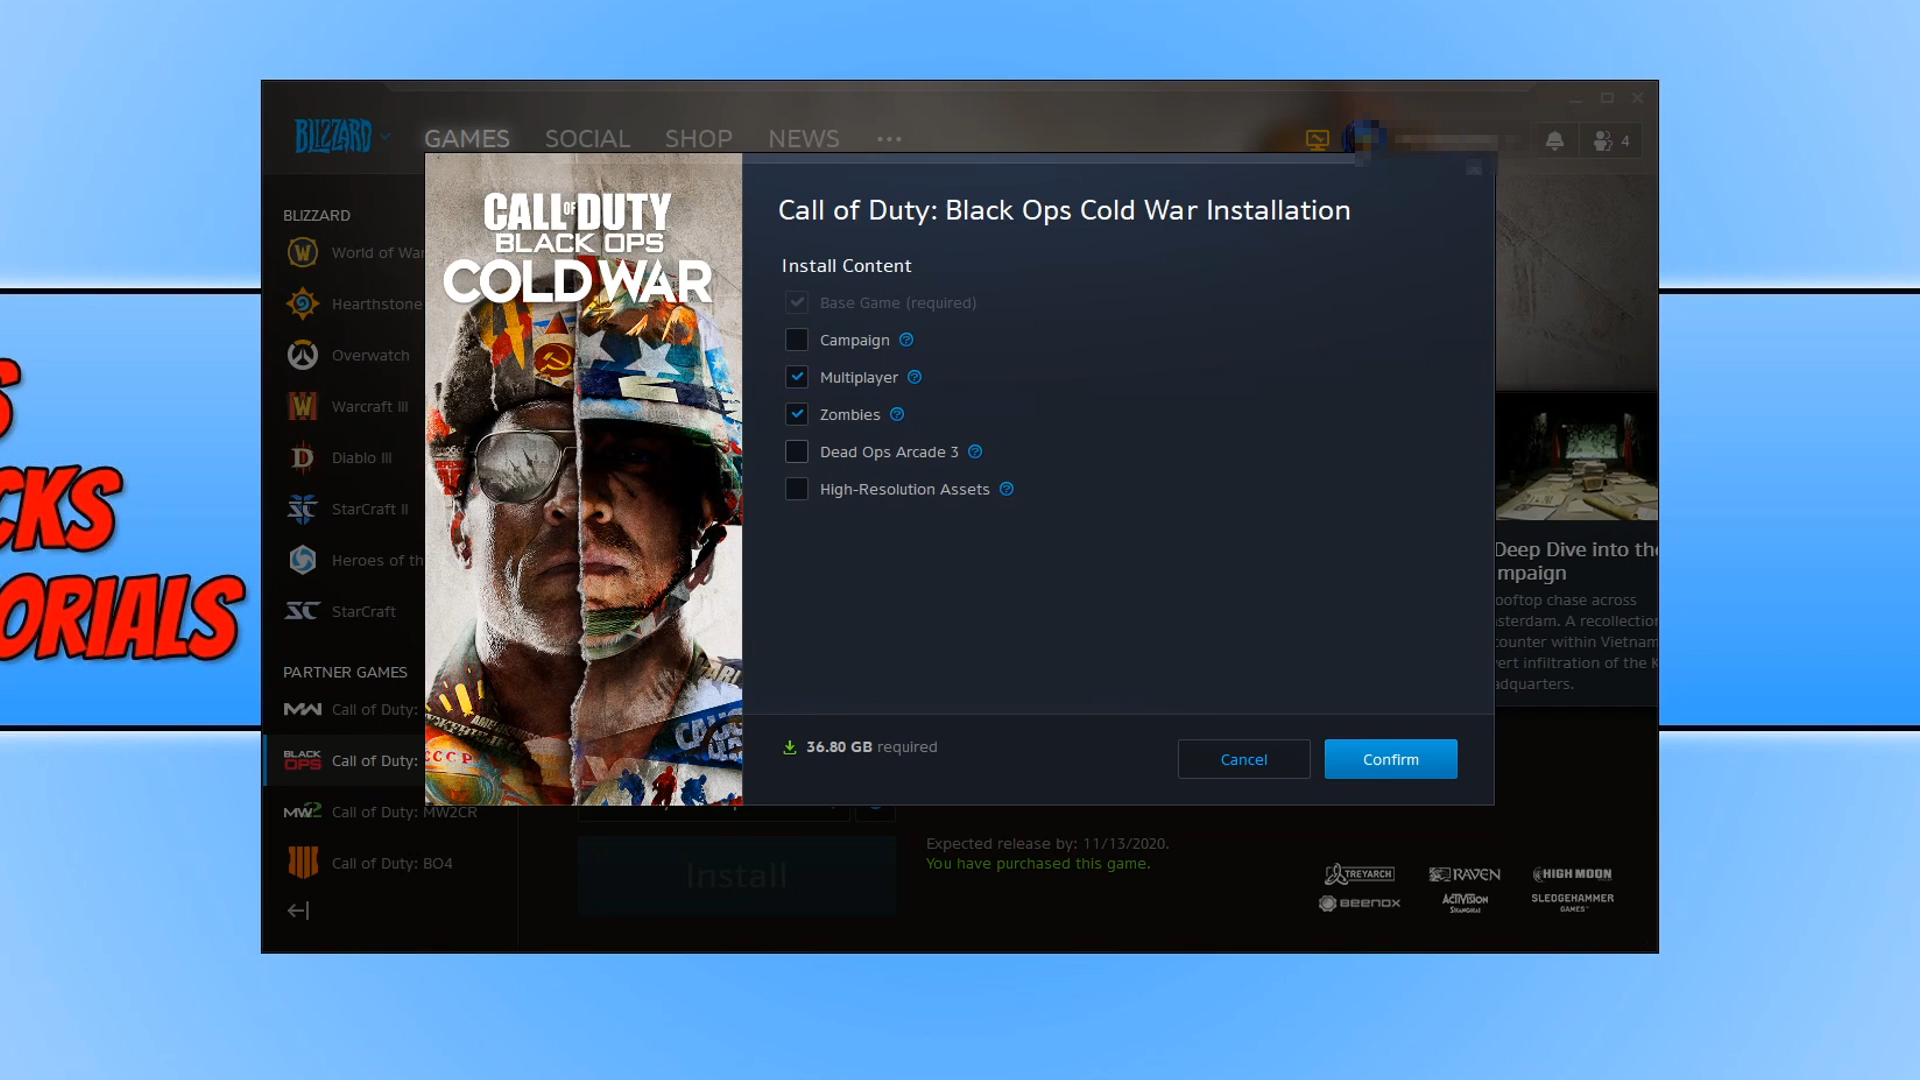 BLIZZARD
GAMES
SOCIAL
SHOP
NEWS
4
BLIZZARD
World of War
Hearthstone
Overwatch
Warcraft III
Diablo III
StarCraft II
Heroes of th
StarCraft
PARTNER GAMES
MW Call of Duty:
BLACK OPS Call of Duty:
MW2 Call of Duty: MW2CR
Call of Duty: BO4
CALL OF DUTY
BLACK OPS
COLD WAR
СССР
Call of Duty: Black Ops Cold War Installation
Install Content
Base Game (required)
Campaign
Multiplayer
Zombies
Dead Ops Arcade 3
High-Resolution Assets
36.80 GB required
Cancel
Confirm
Deep Dive into the
mpaign
ooftop chase across
sterdam. A recollection
ounter within Vietnam
ert infiltration of the K
adquarters.
Install
Expected release by: 11/13/2020.
You have purchased this game.
TREYARCH
RAVEN
HIGH MOON
BEENOX
ACTIVISION
SHANGHAI
SLEDGEHAMMER
GAMES
S
CKS
ORIALS